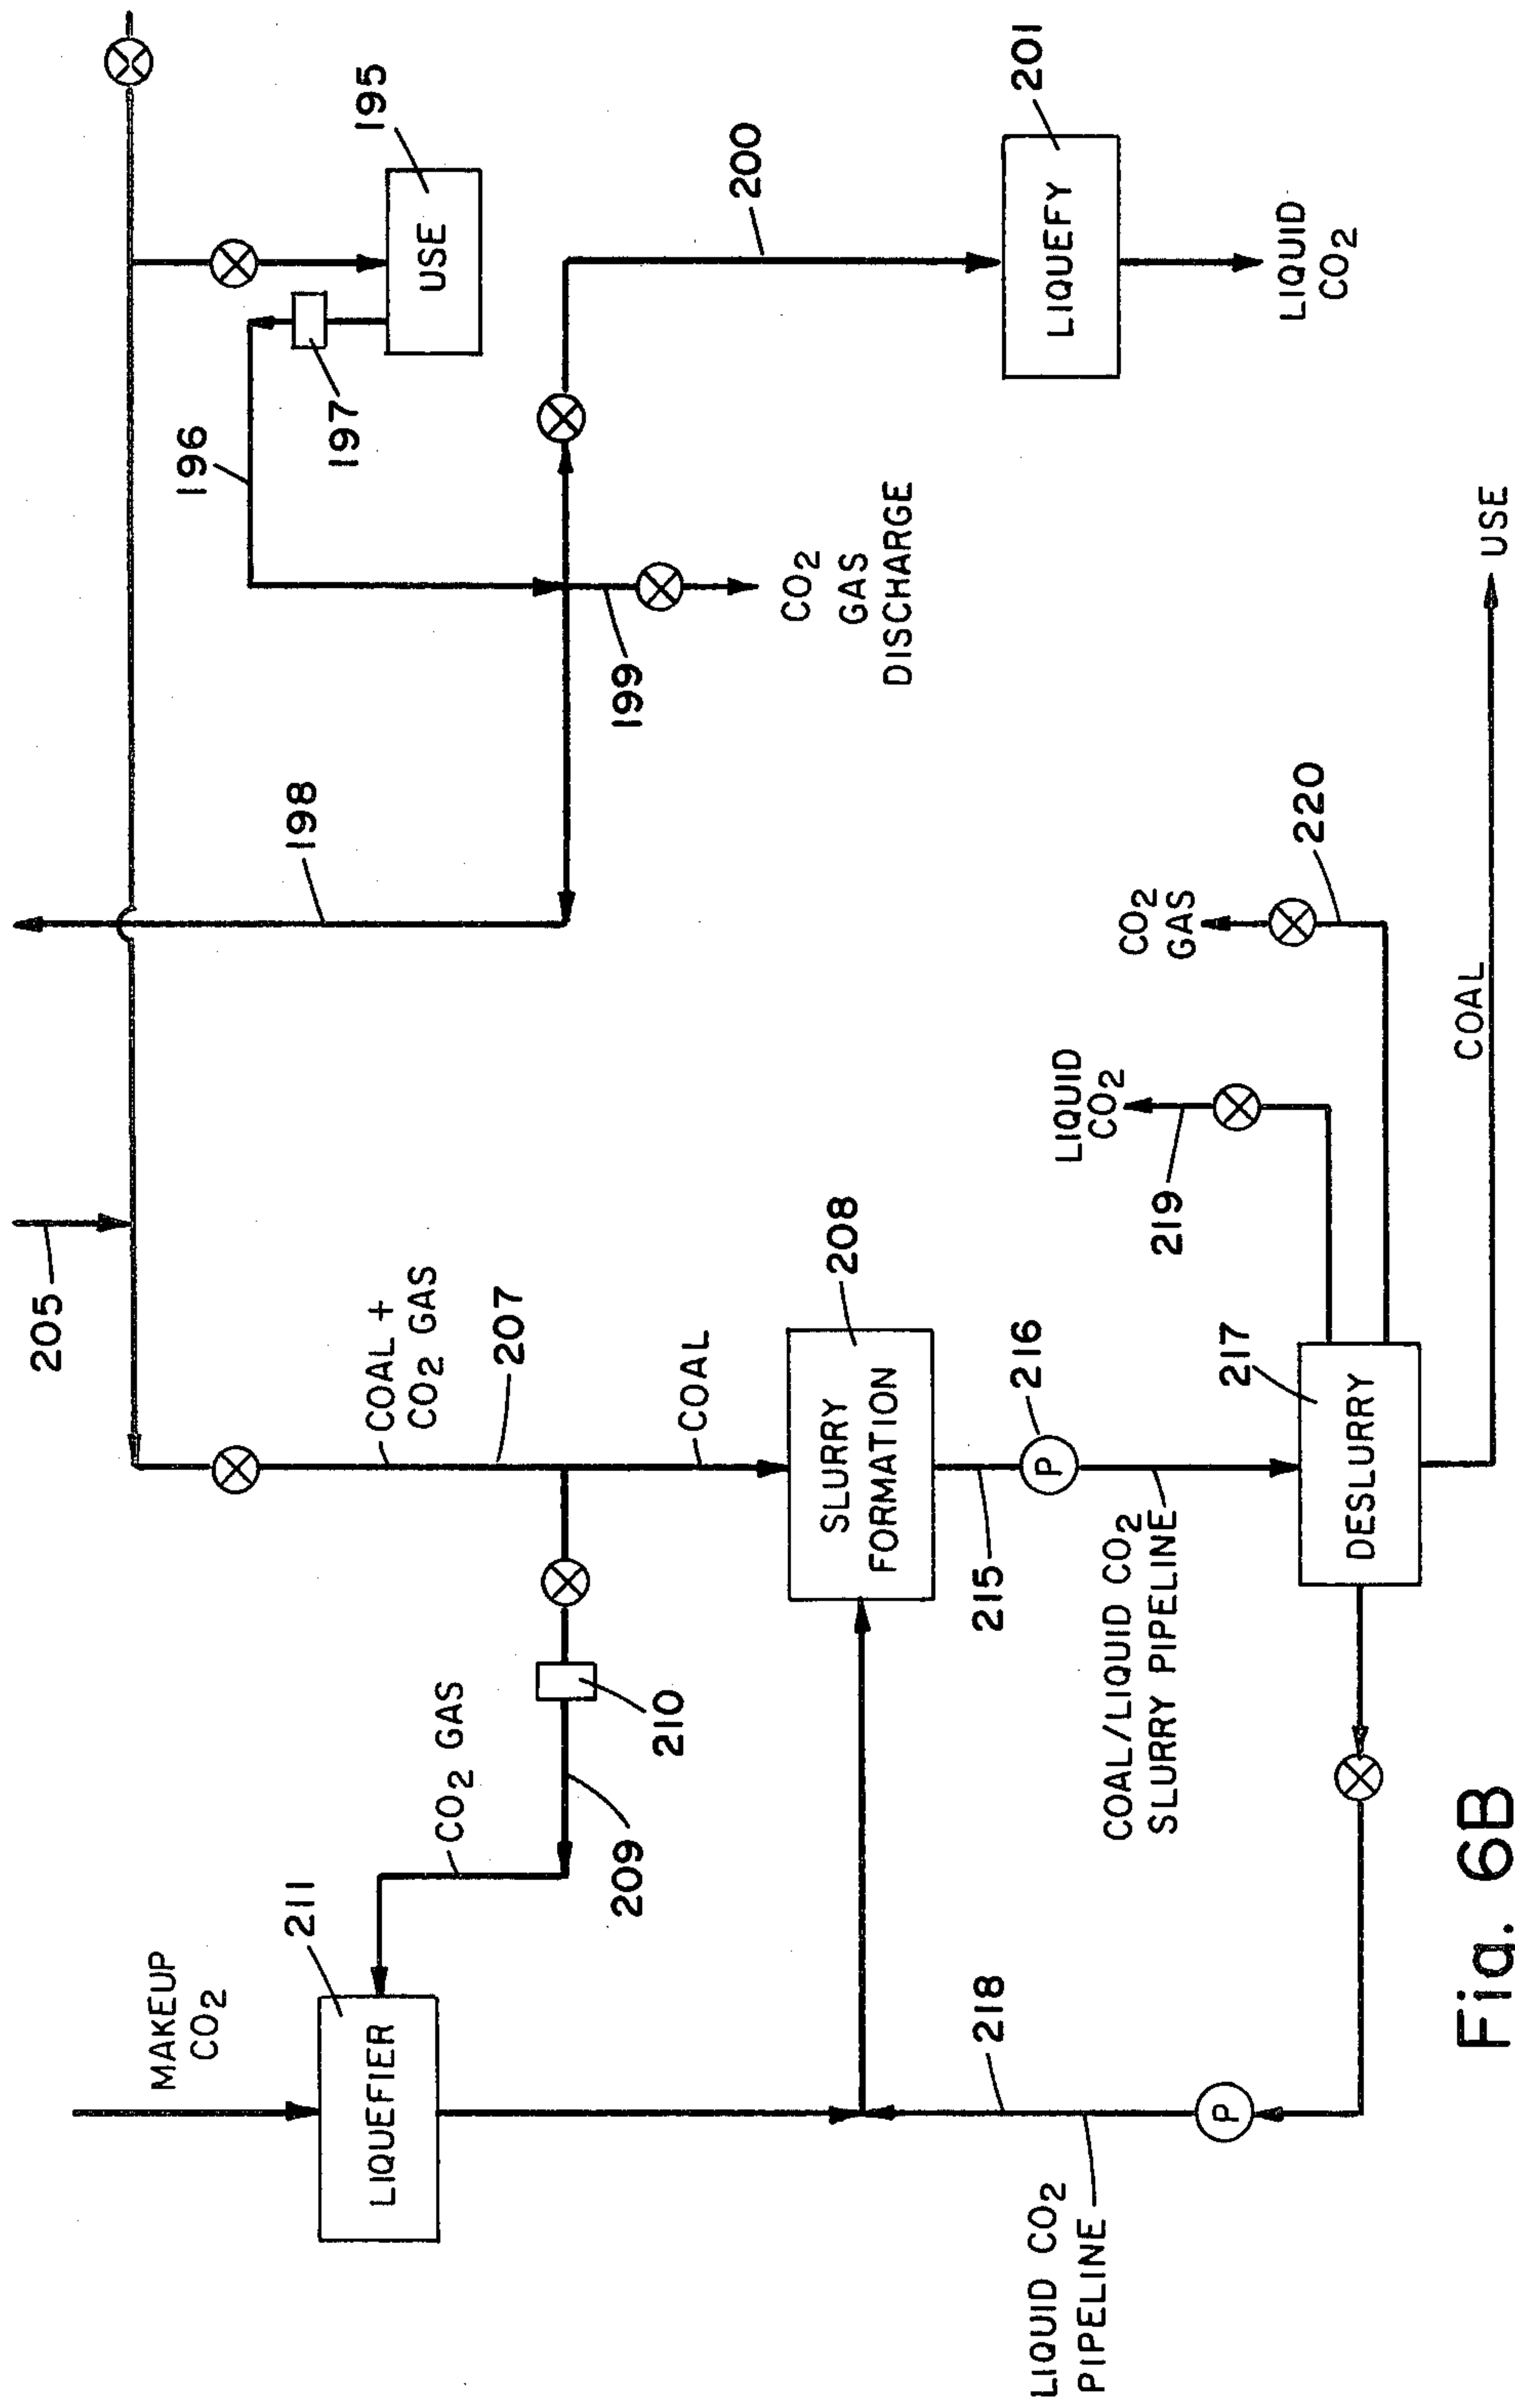 205
MAKEUP
CO2
196
211
198
197
195
LIQUEFIER
COAL +
CO2 GAS
USE
CO2 GAS
207
209
199
210
COAL
200
CO2
GAS
DISCHARGE
SLURRY
FORMATION
208
218
215
216
P
201
LIQUID CO2
PIPELINE
LIQUEFY
LIQUID
CO2
COAL/LIQUID CO2
SLURRY PIPELINE
CO2
GAS
219
P
217
LIQUID
CO2
220
DESLURRY
COAL
USE
Fig. 6B